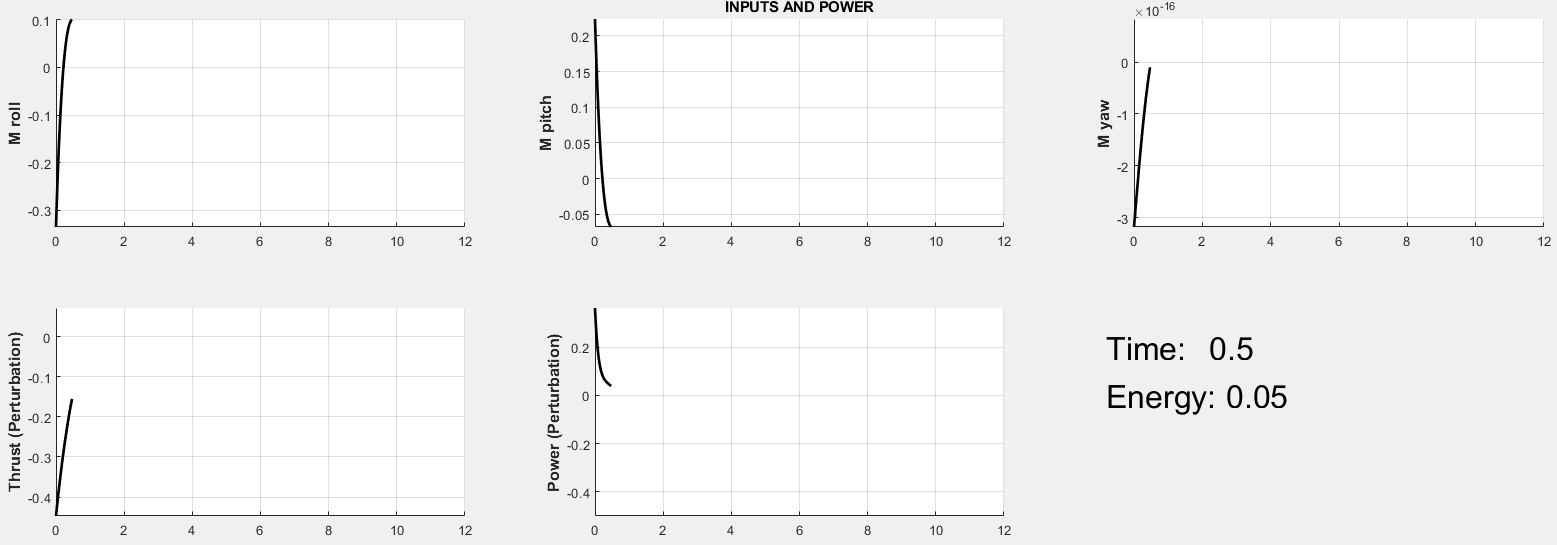 INPUTS AND POWER
M roll
0.1
0
-0.1
-0.2
-0.3
0 2 4 6 8 10 12
M pitch
0.2
0.15
0.1
0.05
0
-0.05
0 2 4 6 8 10 12
×10⁻¹⁶
M yaw
0
-1
-2
-3
0 2 4 6 8 10 12
Thrust (Perturbation)
0
-0.1
-0.2
-0.3
-0.4
0 2 4 6 8 10 12
Power (Perturbation)
0.2
0
-0.2
-0.4
0 2 4 6 8 10 12
Time: 0.5
Energy: 0.05